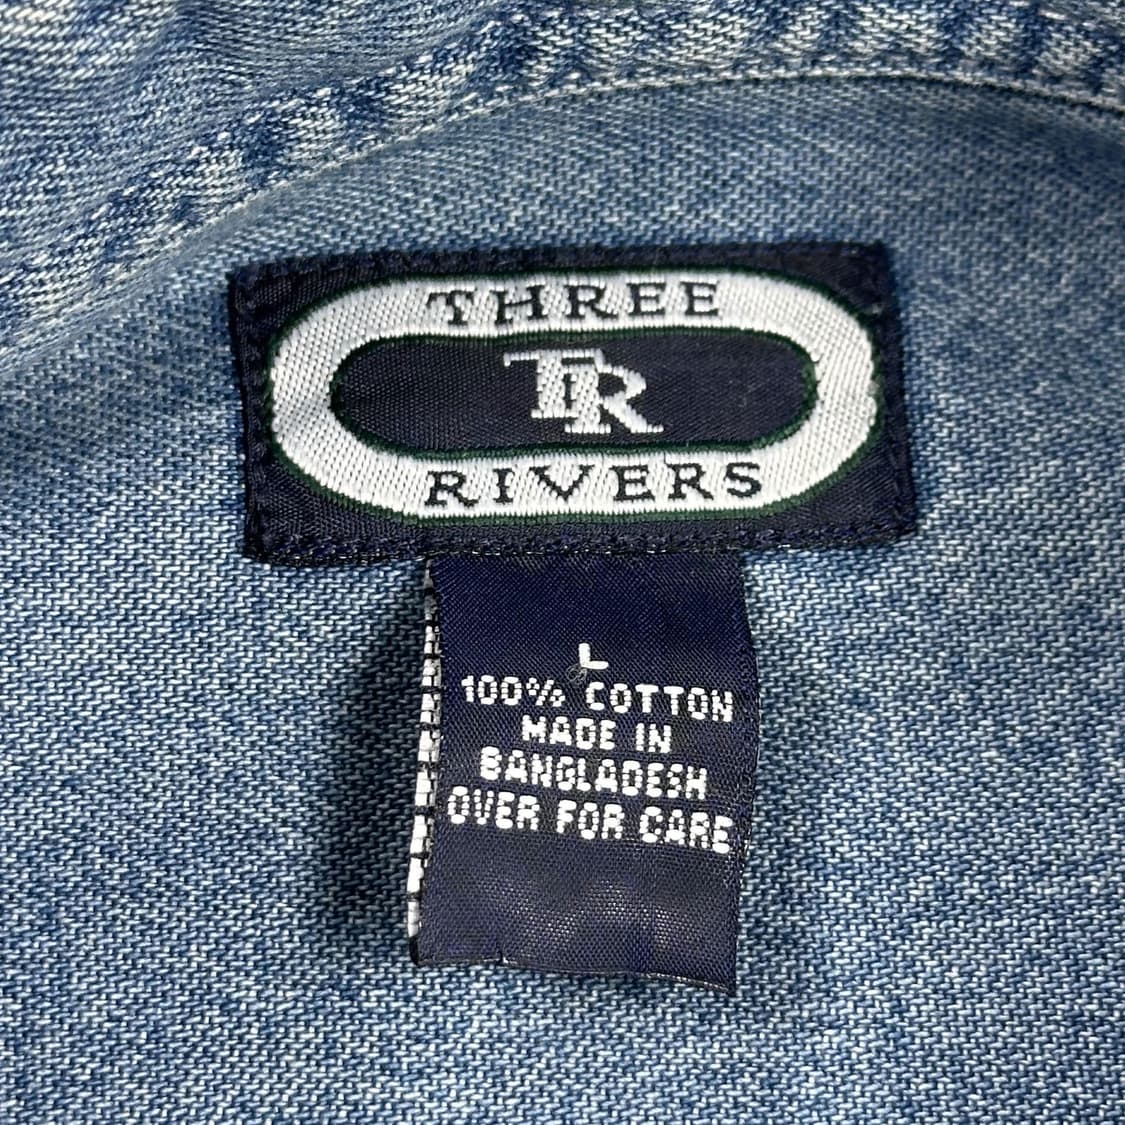 THREE
TR
RIVERS
L
100% COTTON
MADE IN
BANGLADESH
OVER FOR CARE